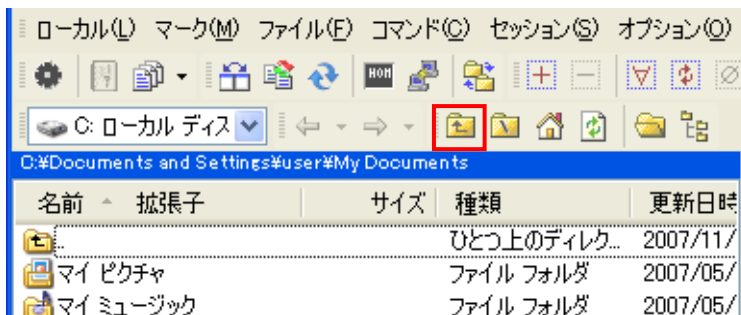 ローカル(L) マーク(M) ファイル(F) コマンド(C) セッション(S) オプション(O)
C: ローカル ディス
C:¥Documents and Settings¥user¥My Documents
名前 拡張子 サイズ 種類 更新日時
.. ひとつ上のディレク... 2007/11/
マイ ピクチャ ファイル フォルダ 2007/05/
マイ ミュージック ファイル フォルダ 2007/05/